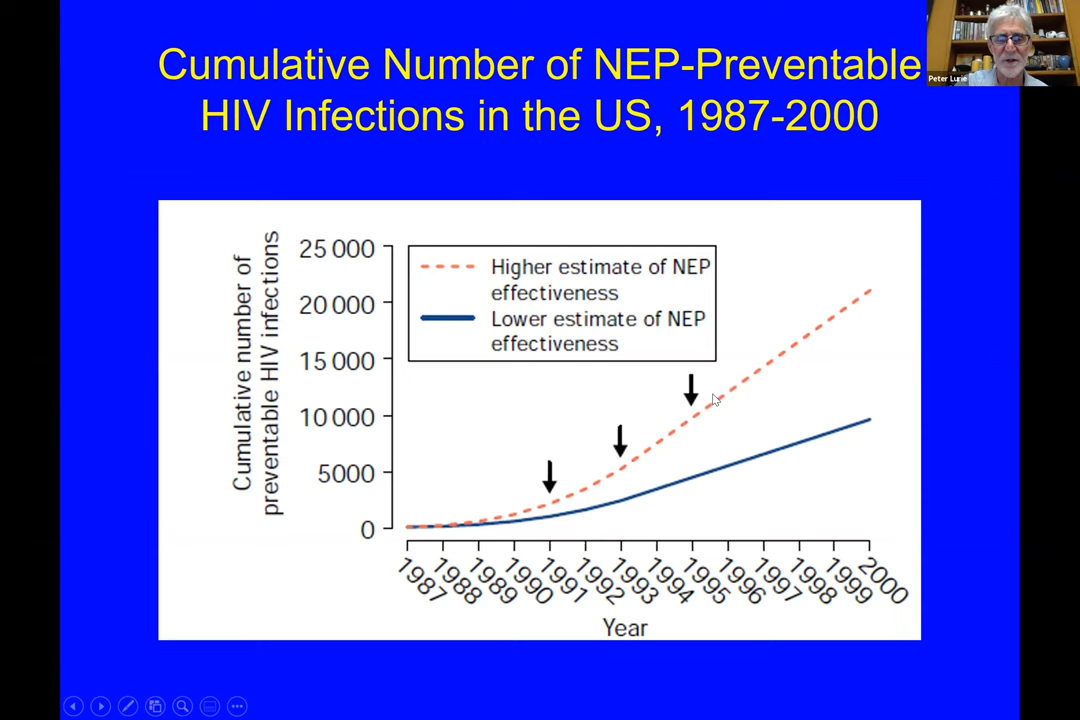 Cumulative Number of NEP-Preventable
HIV Infections in the US, 1987-2000
Peter Lurie
Cumulative number of
preventable HIV infections
25 000
20 000
15 000
10 000
5000
0
Higher estimate of NEP
effectiveness
Lower estimate of NEP
effectiveness
1987
1988
1989
1990
1991
1992
1993
1994
1995
1996
1997
1998
1999
2000
Year